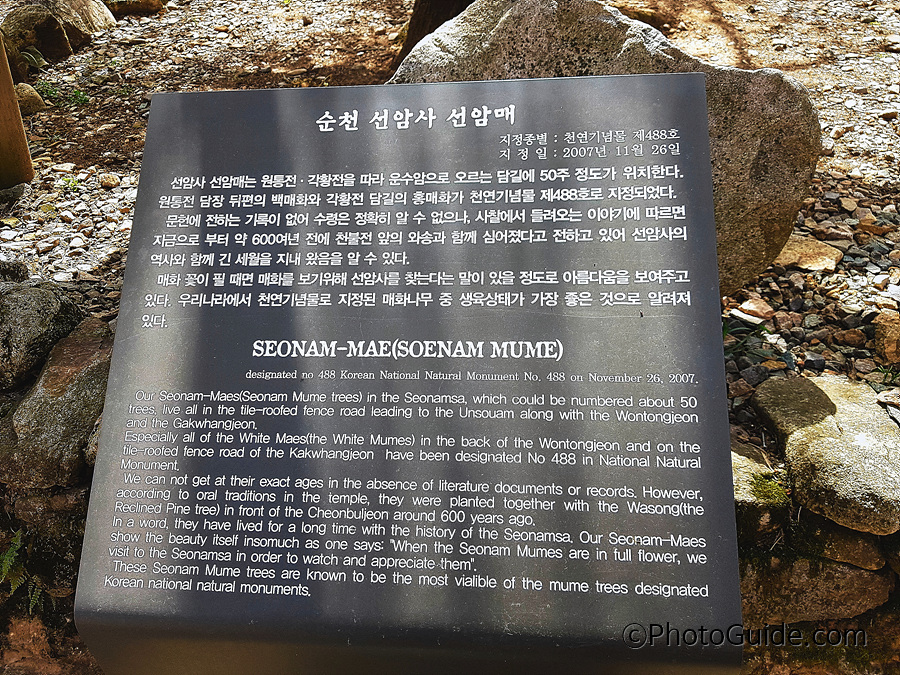 순천 선암사 선암매
지정종별 : 천연기념물 제488호
지 정 일 : 2007년 11월 26일
선암사 선암매는 원통전 · 각황전을 따라 운수암으로 오르는 담길에 50주 정도가 위치한다.
원통전 담장 뒤편의 백매화와 각황전 담길의 홍매화가 천연기념물 제488호로 지정되었다.
문헌에 전하는 기록이 없어 수령은 정확히 알 수 없으나, 사찰에서 들려오는 이야기에 따르면
지금으로 부터 약 600여년 전에 천불전 앞의 와송과 함께 심어졌다고 전하고 있어 선암사의
역사와 함께 긴 세월을 지내 왔음을 알 수 있다.
매화 꽃이 필 때면 매화를 보기위해 선암사를 찾는다는 말이 있을 정도로 아름다움을 보여주고
있다. 우리나라에서 천연기념물로 지정된 매화나무 중 생육상태가 가장 좋은 것으로 알려져
있다.
SEONAM-MAE(SOENAM MUME)
designated no 488 Korean National Natural Monument No. 488 on November 26, 2007.
Our Seonam-Maes(Seonam Mume trees) in the Seonamsa, which could be numbered about 50
trees, live all in the tile-roofed fence road leading to the Unsouam along with the Wontongjeon
and the Gakwhangjeon.
Especially all of the White Maes(the White Mumes) in the back of the Wontongjeon and on the
tile-roofed fence road of the Kakwhangjeon have been designated No 488 in National Natural
Monument.
We can not get at their exact ages in the absence of literature documents or records. However,
according to oral traditions in the temple, they were planted together with the Wasong(the
Reclined Pine tree) in front of the Cheonbuljeon around 600 years ago.
In a word, they have lived for a long time with the history of the Seonamsa. Our Seonam-Maes
show the beauty itself insomuch as one says: "When the Seonam Mumes are in full flower, we
visit to the Seonamsa in order to watch and appreciate them".
These Seonam Mume trees are known to be the most vialible of the mume trees designated
Korean national natural monuments.
©PhotoGuide.com